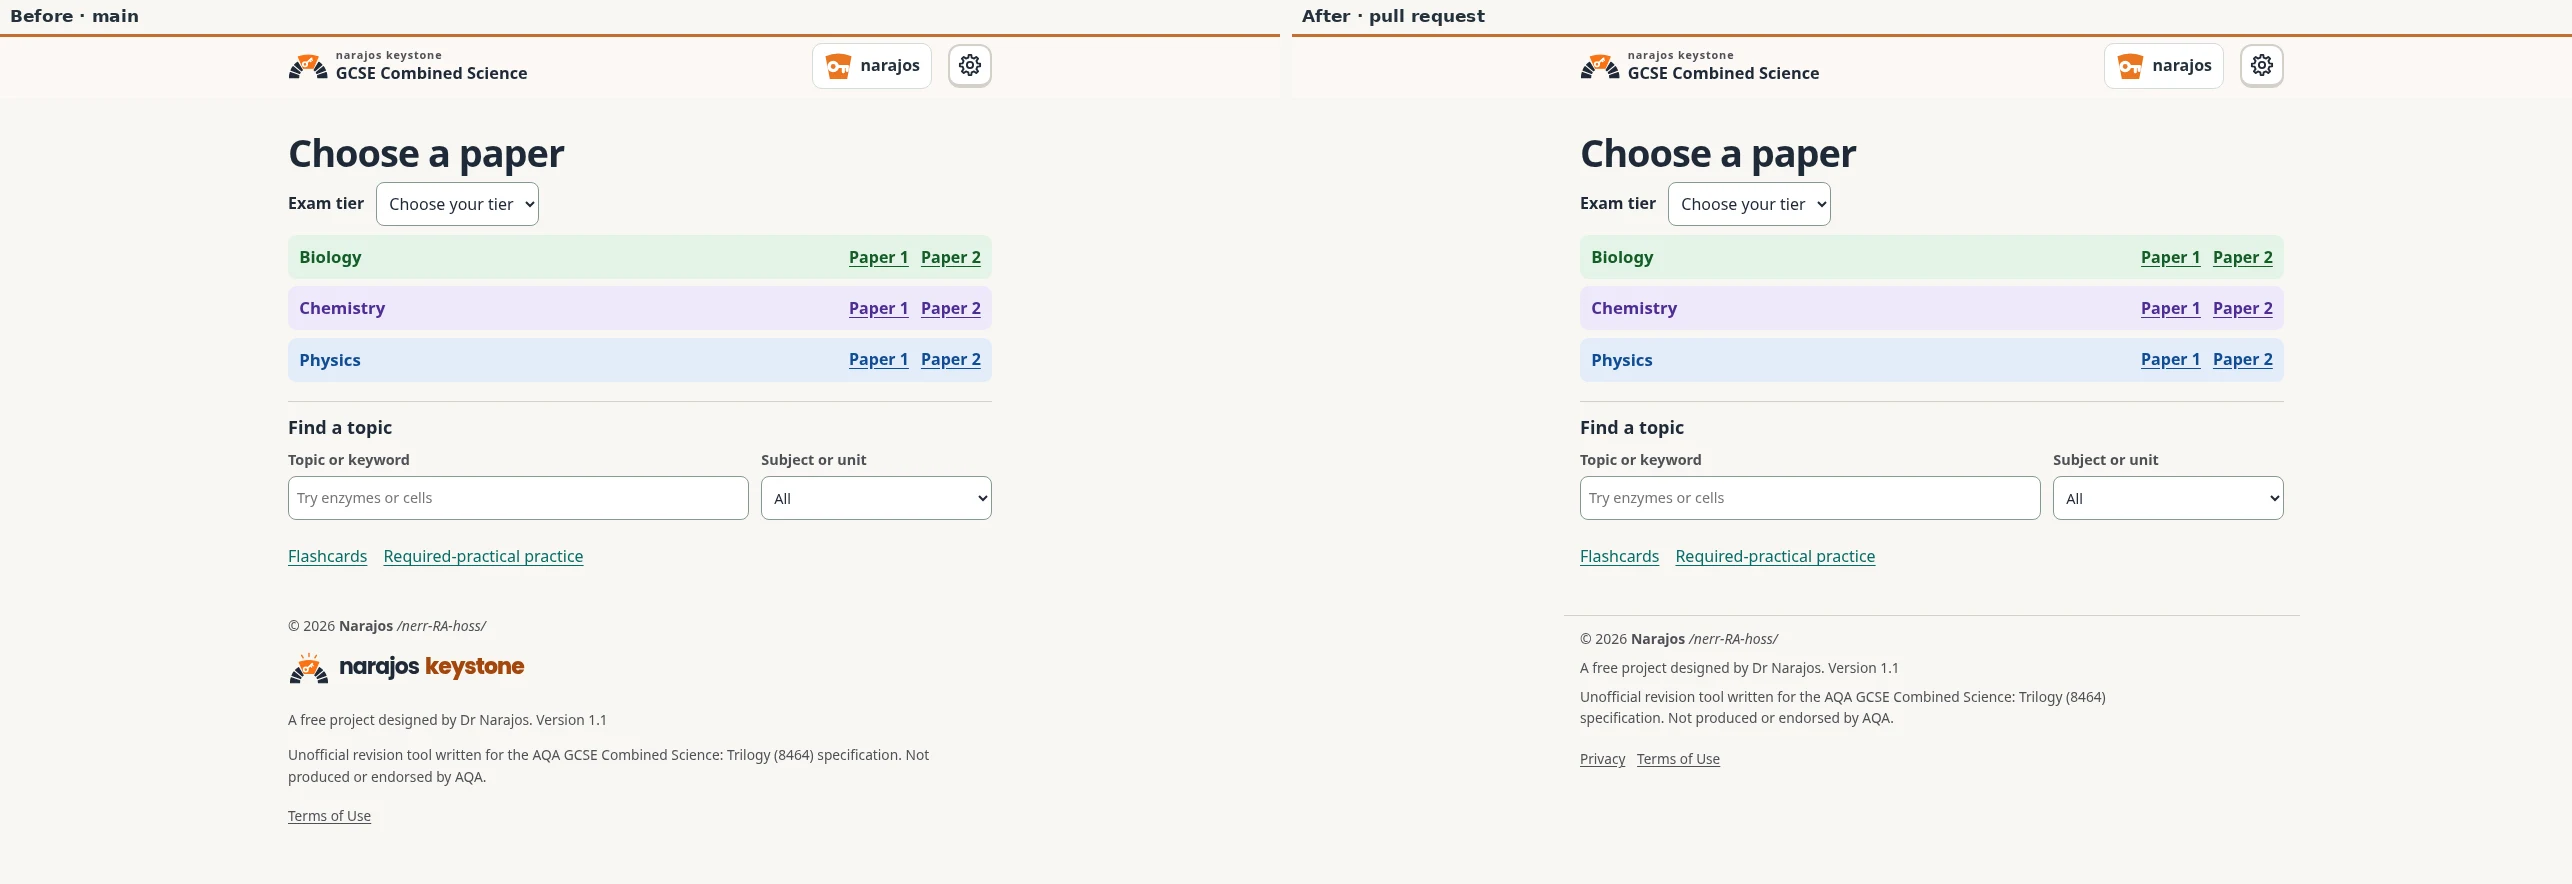 Before · main
narajos keystone
GCSE Combined Science
narajos
Choose a paper
Exam tier Choose your tier
Biology Paper 1 Paper 2
Chemistry Paper 1 Paper 2
Physics Paper 1 Paper 2
Find a topic
Topic or keyword Subject or unit
Try enzymes or cells All
Flashcards Required-practical practice
© 2026 Narajos /nerr-RA-hoss/
narajos keystone
A free project designed by Dr Narajos. Version 1.1
Unofficial revision tool written for the AQA GCSE Combined Science: Trilogy (8464) specification. Not
produced or endorsed by AQA.
Terms of Use
After · pull request
narajos keystone
GCSE Combined Science
narajos
Choose a paper
Exam tier Choose your tier
Biology Paper 1 Paper 2
Chemistry Paper 1 Paper 2
Physics Paper 1 Paper 2
Find a topic
Topic or keyword Subject or unit
Try enzymes or cells All
Flashcards Required-practical practice
© 2026 Narajos /nerr-RA-hoss/
A free project designed by Dr Narajos. Version 1.1
Unofficial revision tool written for the AQA GCSE Combined Science: Trilogy (8464)
specification. Not produced or endorsed by AQA.
Privacy Terms of Use